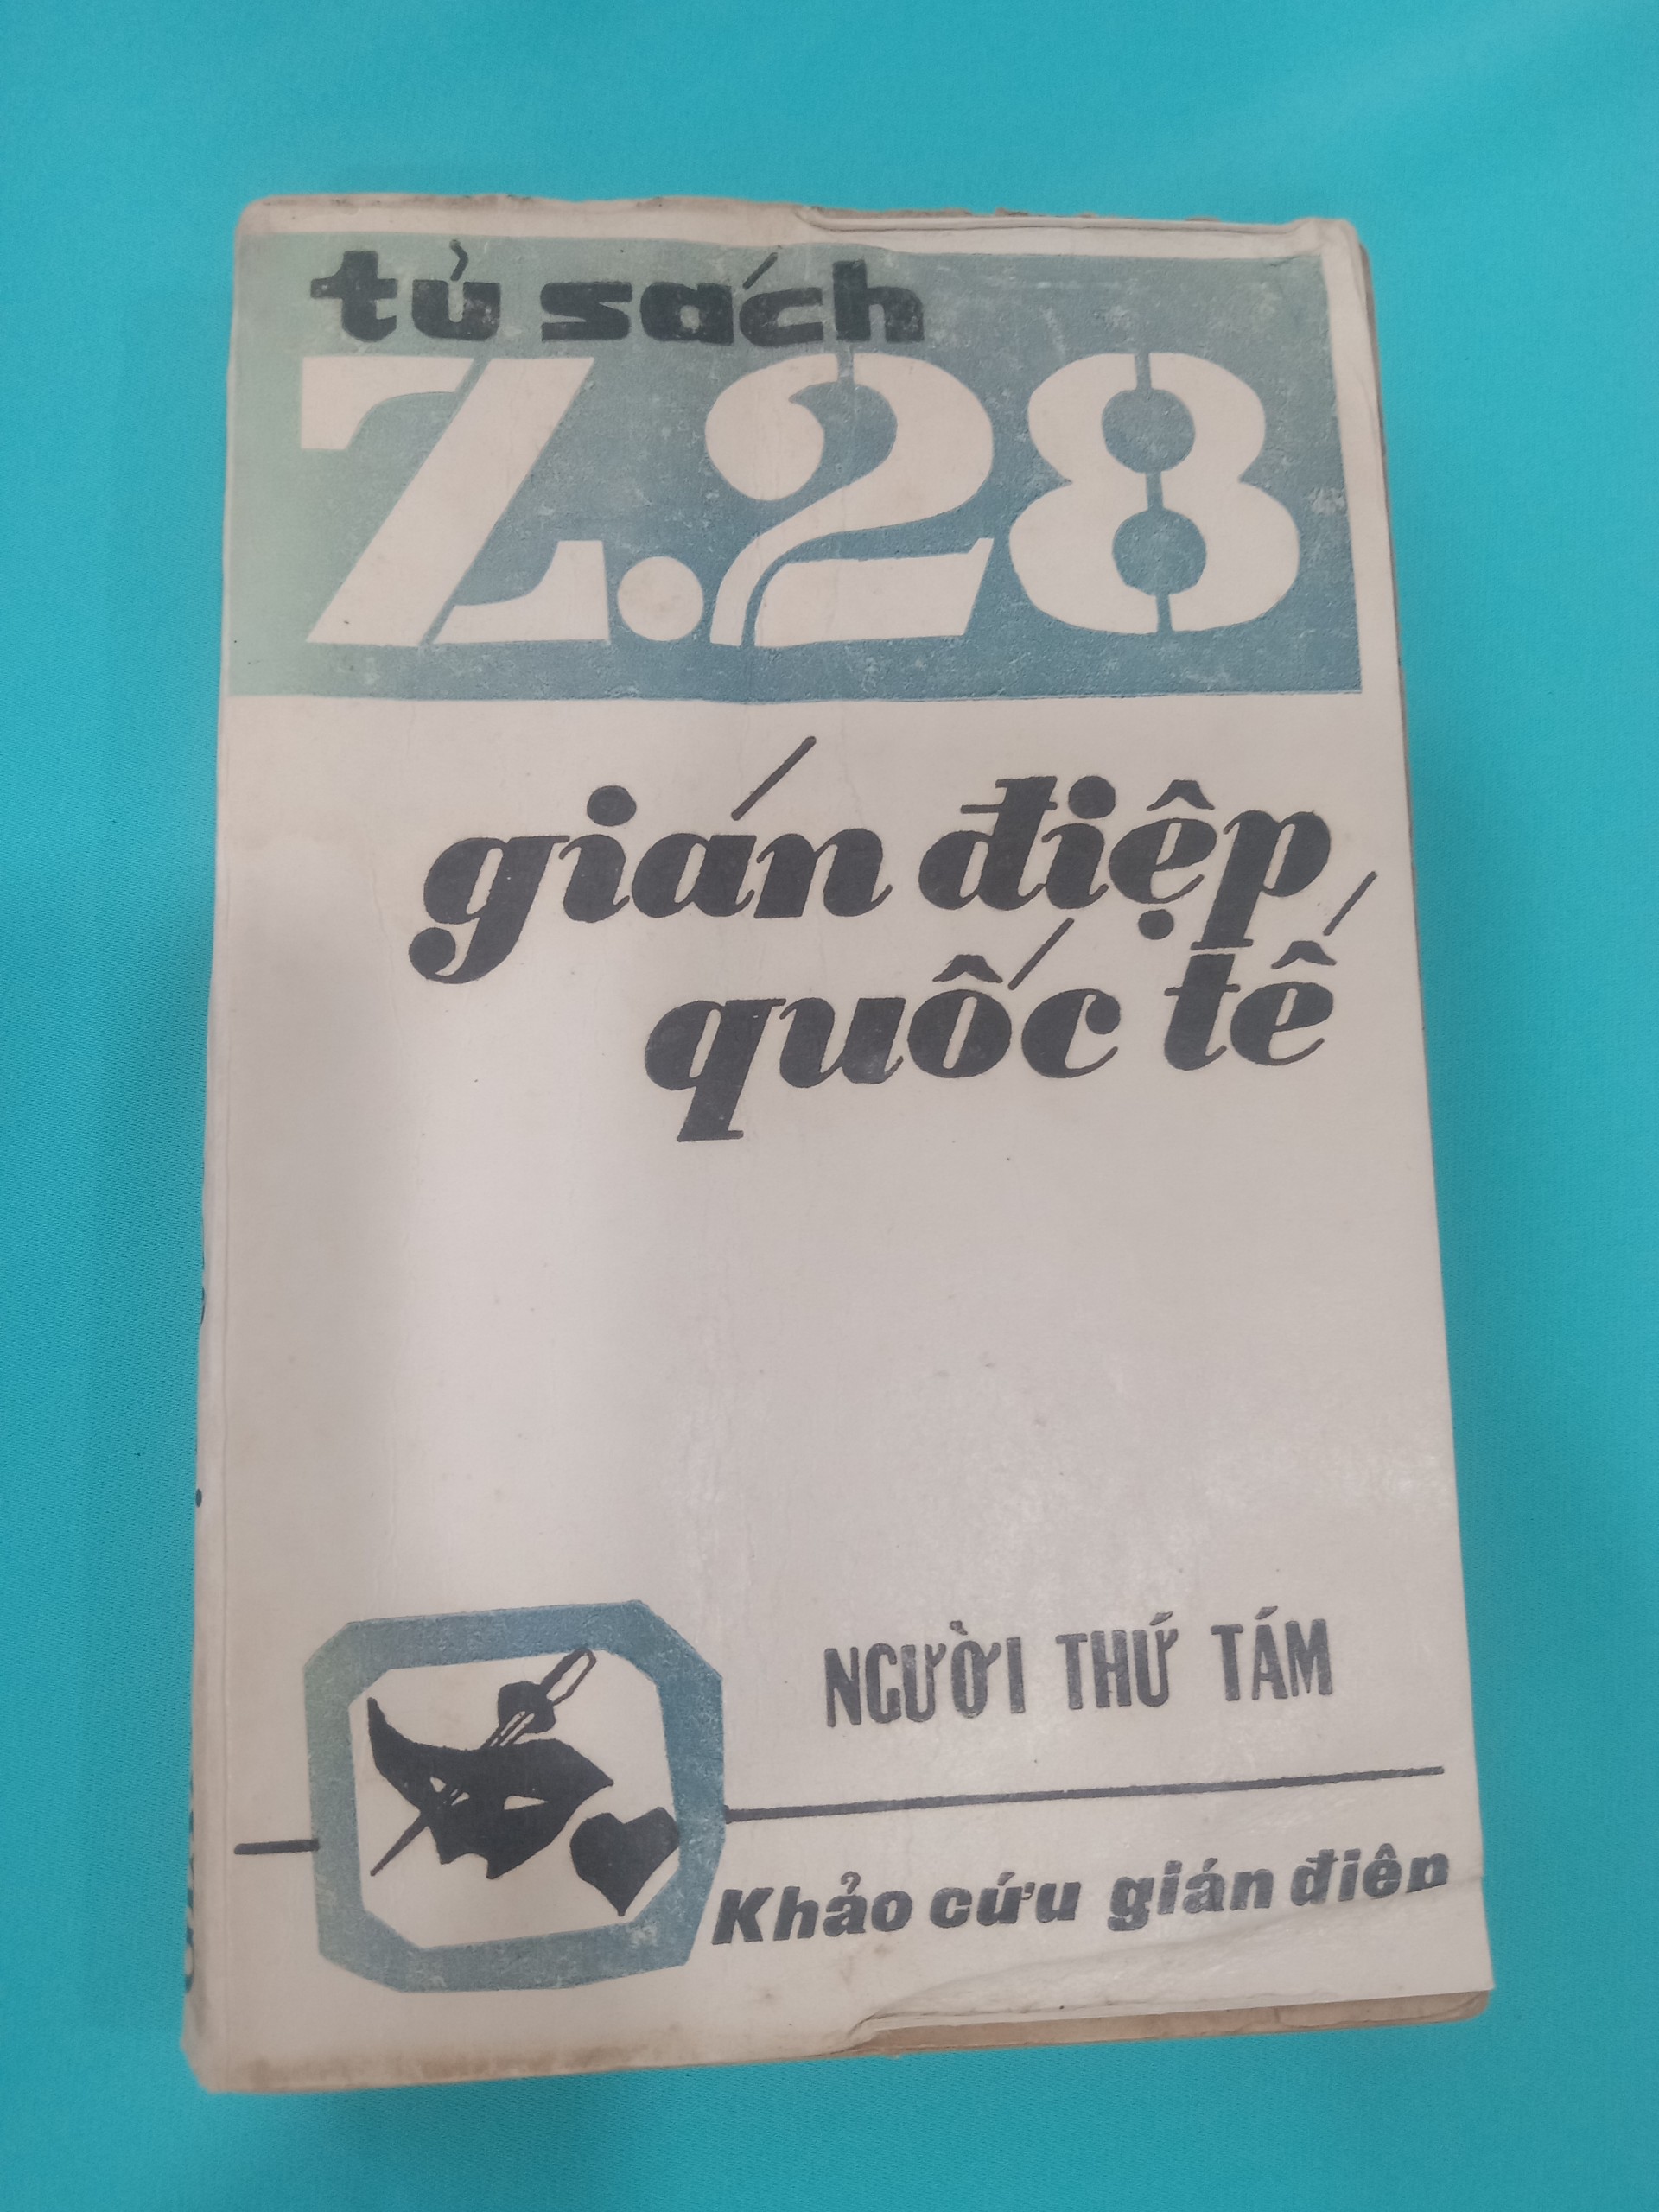 tủ sách
Z.28
gián điệp
quốc tế
NGƯỜI THỨ TÁM
Khảo cứu gián điệp